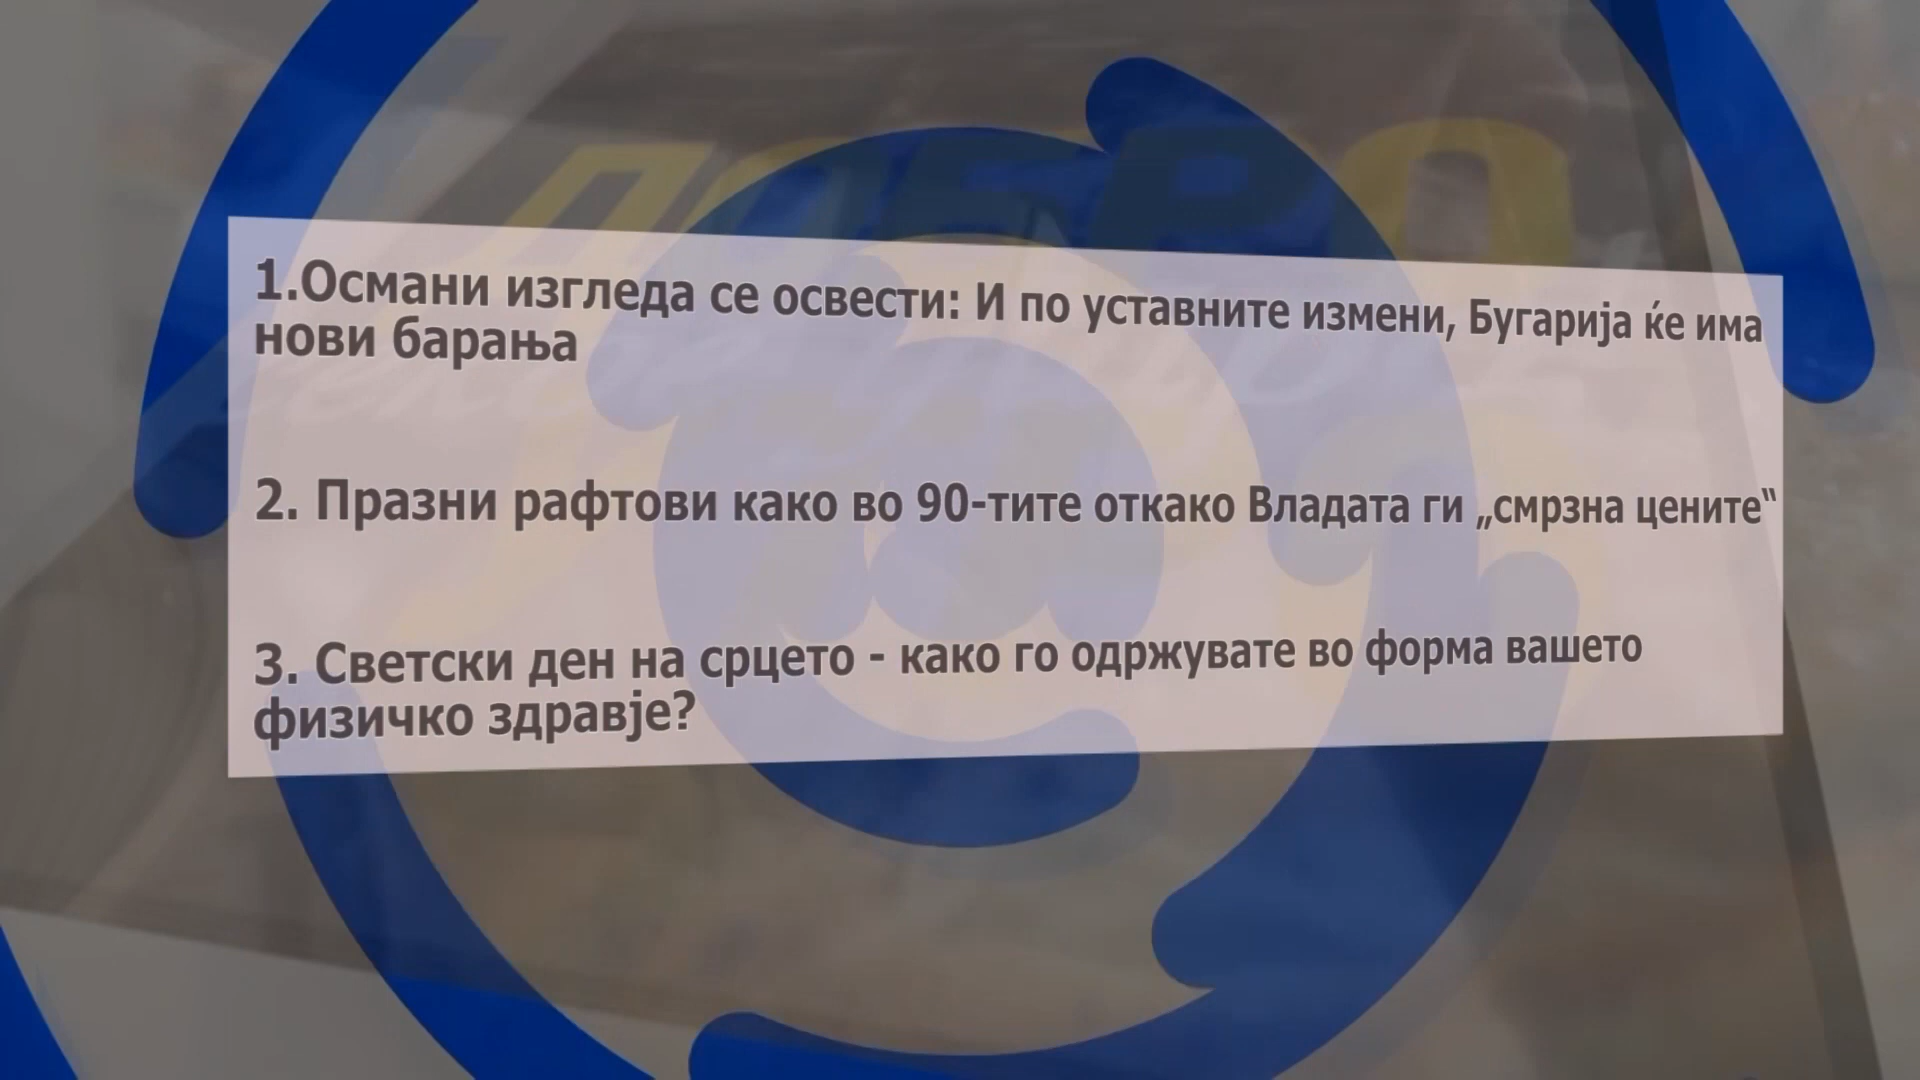 ДОБРО
1.Османи изгледа се освести: И по уставните измени, Бугарија ќе има
нови барања
2. Празни рафтови како во 90-тите откако Владата ги „смрзна цените“
3. Светски ден на срцето - како го одржувате во форма вашето
физичко здравје?